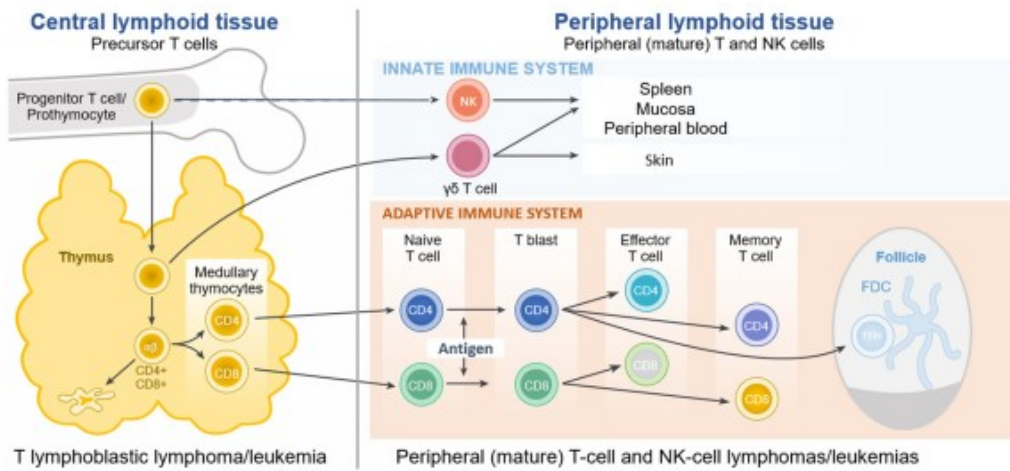 Central lymphoid tissue
Precursor T cells
Progenitor T cell/
Prothymocyte
Thymus
Medullary
thymocytes
CD4
αβ
CD8
CD4+
CD8+
T lymphoblastic lymphoma/leukemia
Peripheral lymphoid tissue
Peripheral (mature) T and NK cells
INNATE IMMUNE SYSTEM
NK
Spleen
Mucosa
Peripheral blood
Skin
γδ T cell
ADAPTIVE IMMUNE SYSTEM
Naive
T cell
T blast
Effector
T cell
Memory
T cell
CD4
CD4
CD4
CD4
Antigen
CD8
CD8
CD8
CD8
Follicle
FDC
TFH
Peripheral (mature) T-cell and NK-cell lymphomas/leukemias